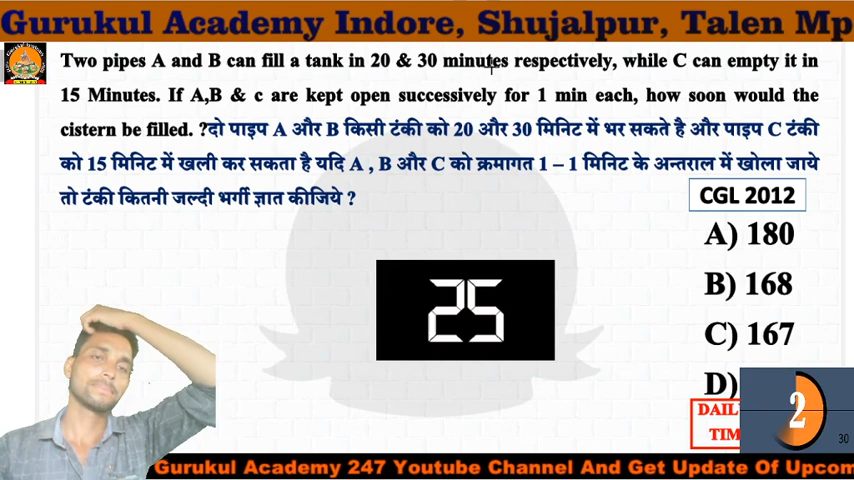 Gurukul Academy Indore, Shujalpur, Talen Mp
Two pipes A and B can fill a tank in 20 & 30 minutes respectively, while C can empty it in
15 Minutes. If A,B & c are kept open successively for 1 min each, how soon would the
cistern be filled. ?दो पाइप A और B किसी टंकी को 20 और 30 मिनिट में भर सकते है और पाइप C टंकी
को 15 मिनिट में खली कर सकता है यदि A , B और C को क्रमागत 1 – 1 मिनिट के अन्तराल में खोला जाये
तो टंकी कितनी जल्दी भर्गी ज्ञात कीजिये ?
CGL 2012
A) 180
B) 168
25
C) 167
D)
2
30
DAIL
TIM
Gurukul Academy 247 Youtube Channel And Get Update Of Upcom